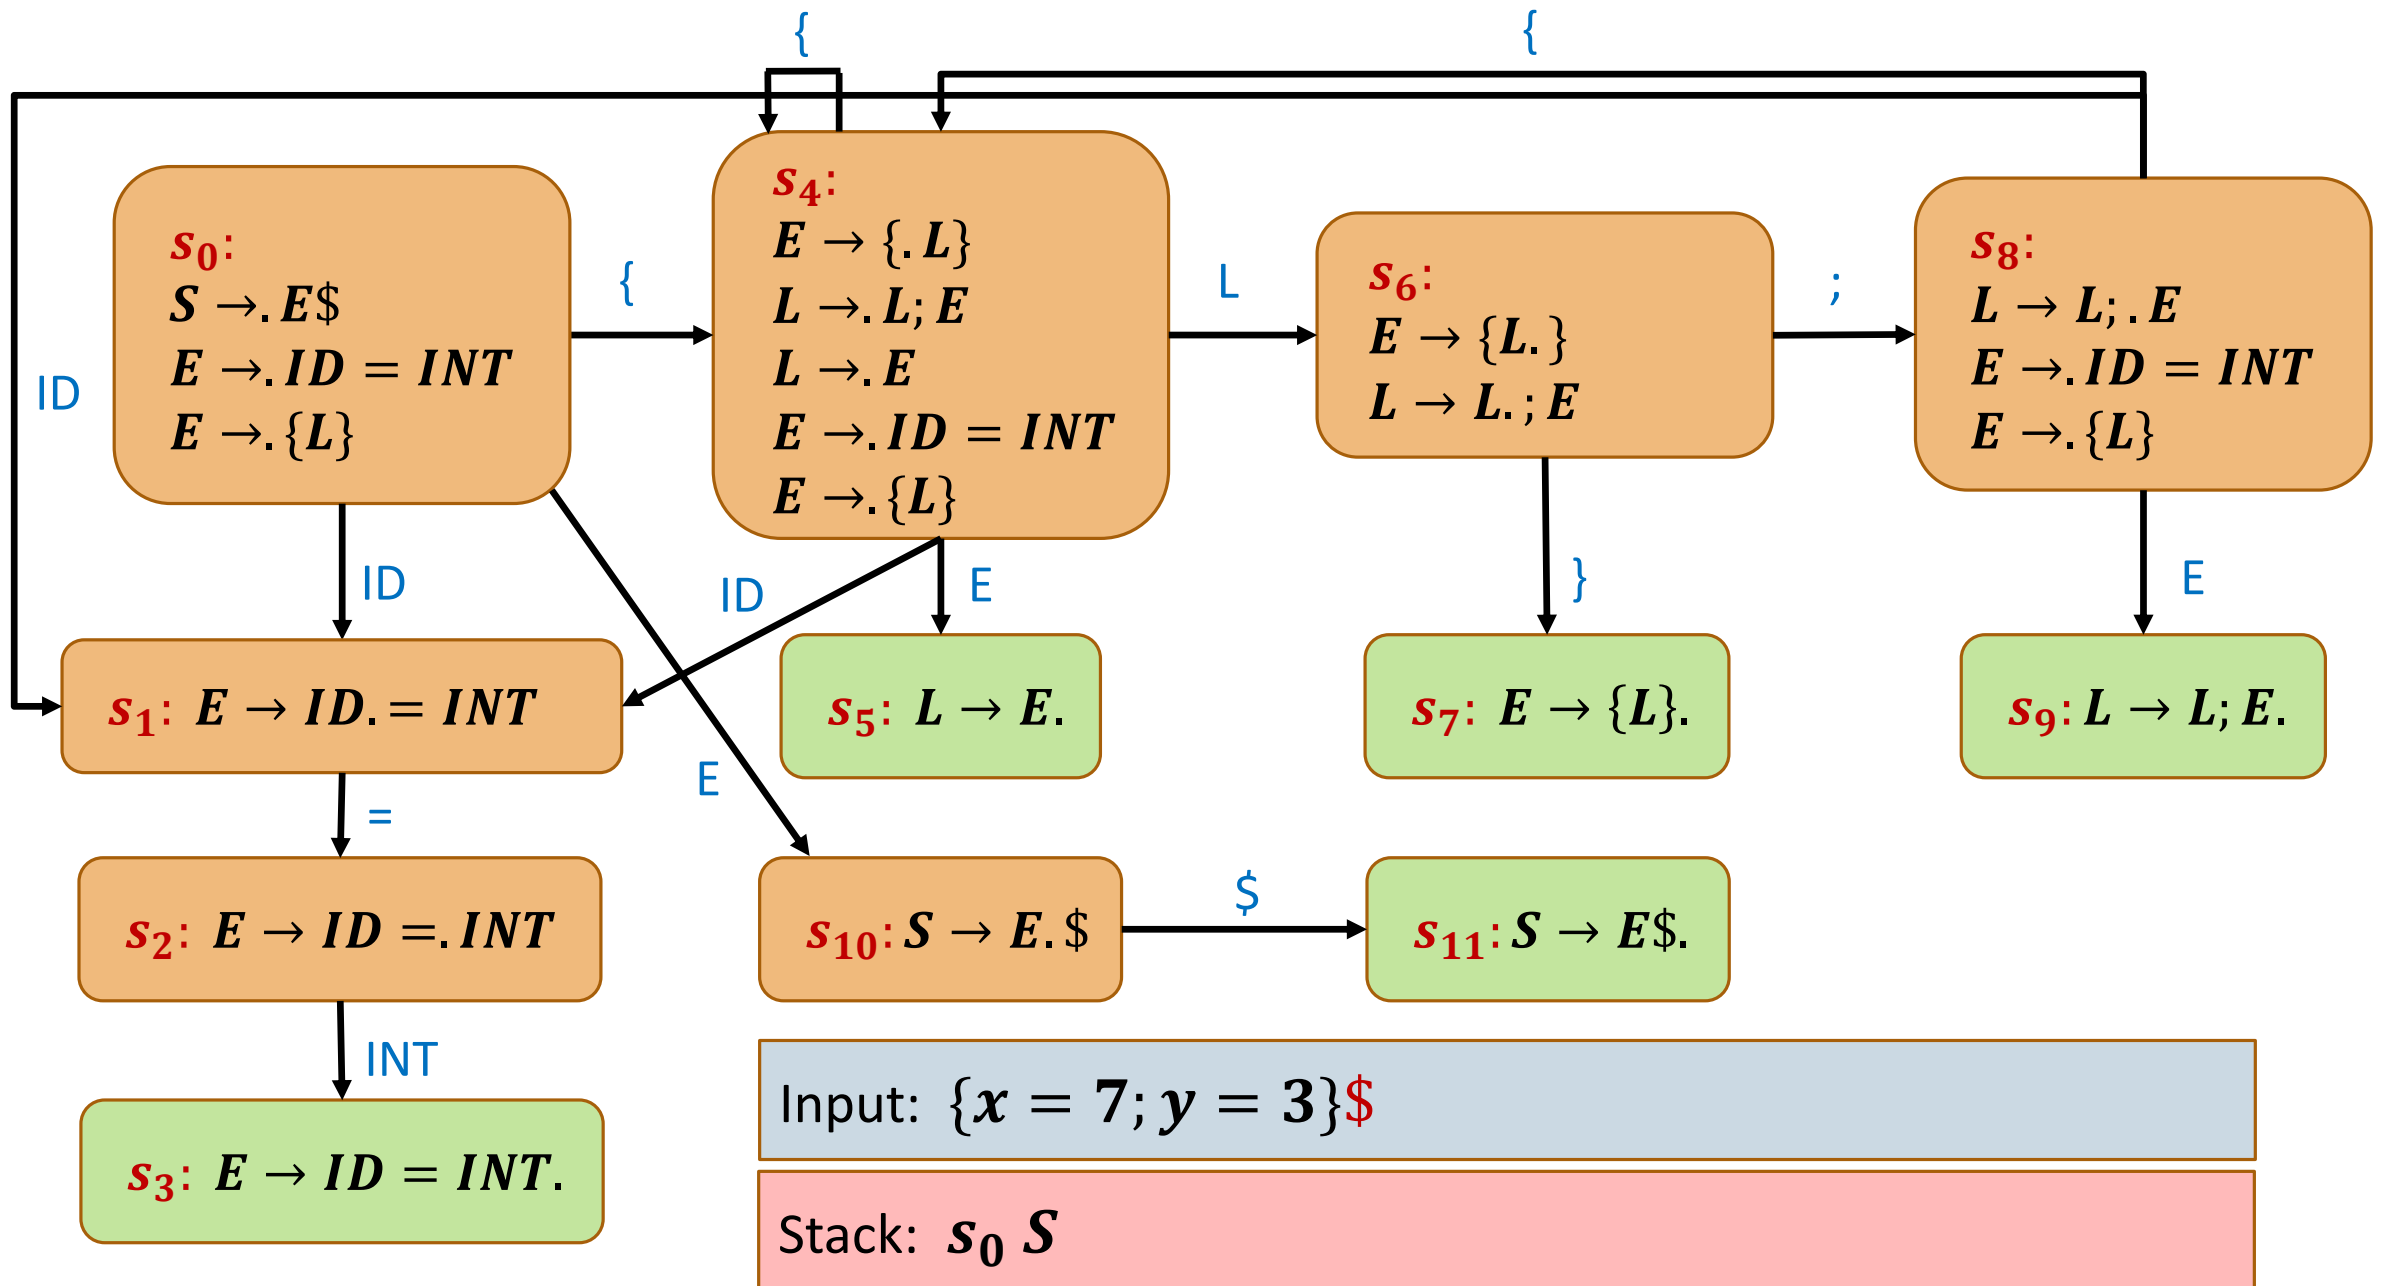 {
{
s₀:
S →. E$
E →. ID = INT
E →. {L}
{
s₄:
E → {. L}
L →. L; E
L →. E
E →. ID = INT
E →. {L}
L
s₆:
E → {L. }
L → L. ; E
;
s₈:
L → L; . E
E →. ID = INT
E →. {L}
ID
ID
ID
E
}
E
s₁: E → ID. = INT
s₅: L → E.
s₇: E → {L}.
s₉: L → L; E.
=
E
s₂: E → ID =. INT
s₁₀: S → E. $
$
s₁₁: S → E$.
INT
s₃: E → ID = INT.
Input: {x = 7; y = 3}$
Stack: s₀ S